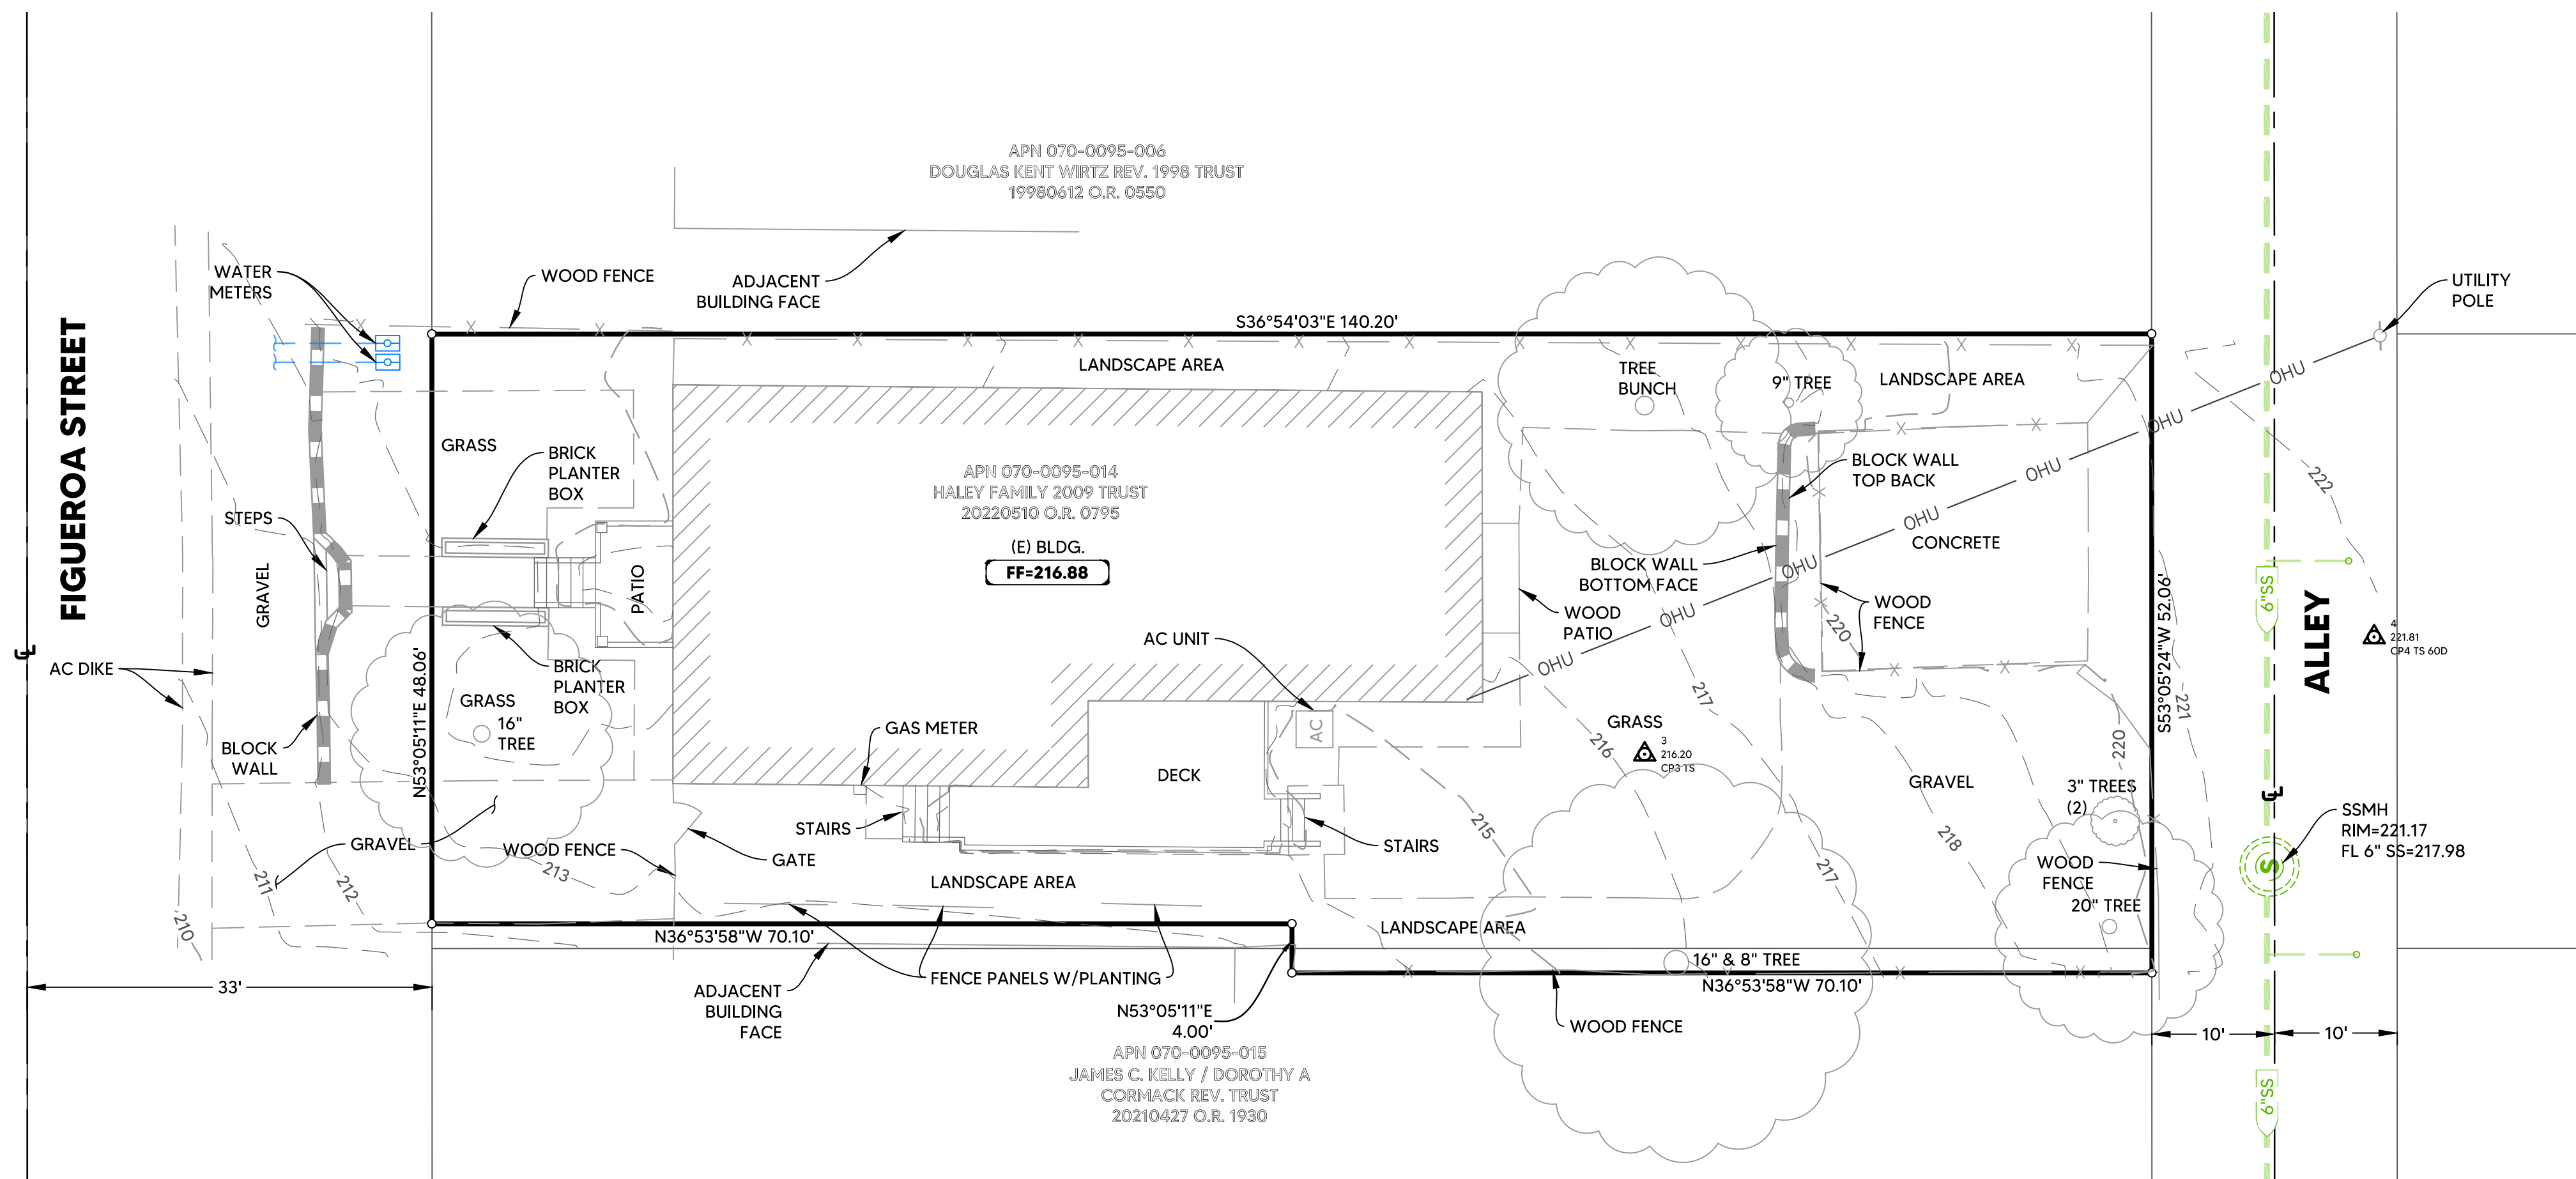 APN 070-0095-006
DOUGLAS KENT WIRTZ REV. 1998 TRUST
19980612 O.R. 0550
WATER
METERS
WOOD FENCE
ADJACENT
BUILDING FACE
UTILITY
POLE
S36°54'03"E 140.20'
LANDSCAPE AREA
TREE
BUNCH
9" TREE
LANDSCAPE AREA
OHU
OHU
OHU
OHU
OHU
OHU
OHU
FIGUEROA STREET
GRASS
BRICK
PLANTER
BOX
STEPS
GRAVEL
PATIO
APN 070-0095-014
HALEY FAMILY 2009 TRUST
20220510 O.R. 0795
(E) BLDG.
FF=216.88
BLOCK WALL
TOP BACK
CONCRETE
BLOCK WALL
BOTTOM FACE
WOOD
PATIO
WOOD
FENCE
220
222
6"SS
ALLEY
4
221.81
CP4 TS 60D
S53°05'24"W 52.06'
221
AC UNIT
AC
℄
AC DIKE
N53°05'11"E 48.06'
BRICK
PLANTER
BOX
GRASS
16"
TREE
BLOCK
WALL
GAS METER
DECK
217
216
GRASS
3
216.20
CP3 TS
220
GRAVEL
3" TREES
(2)
℄
SSMH
RIM=221.17
FL 6" SS=217.98
S
STAIRS
STAIRS
GRAVEL
WOOD FENCE
GATE
215
218
217
WOOD
FENCE
20" TREE
210
211
212
213
LANDSCAPE AREA
LANDSCAPE AREA
N36°53'58"W 70.10'
FENCE PANELS W/PLANTING
16" & 8" TREE
N36°53'58"W 70.10'
33'
ADJACENT
BUILDING
FACE
N53°05'11"E
4.00'
WOOD FENCE
10'
10'
APN 070-0095-015
JAMES C. KELLY / DOROTHY A
CORMACK REV. TRUST
20210427 O.R. 1930
6"SS